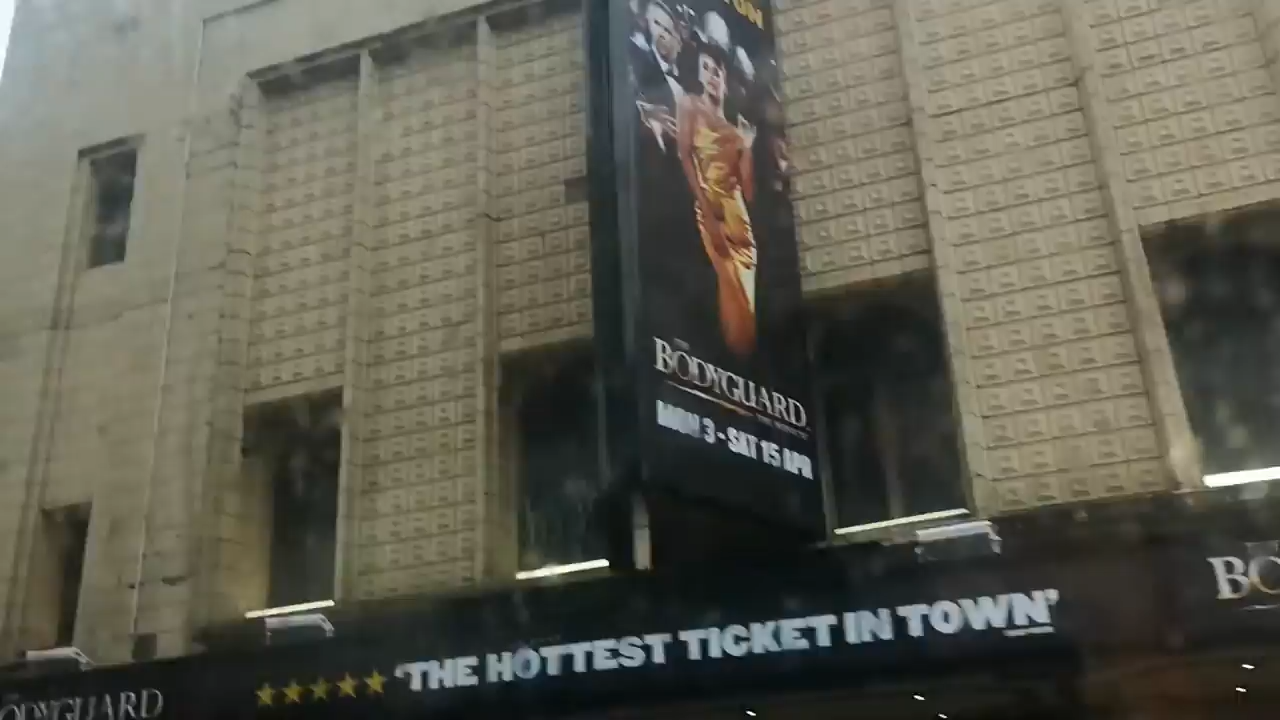 BODYGUARD
MON 3 - SAT 15 APR
'THE HOTTEST TICKET IN TOWN'
BODYGUARD